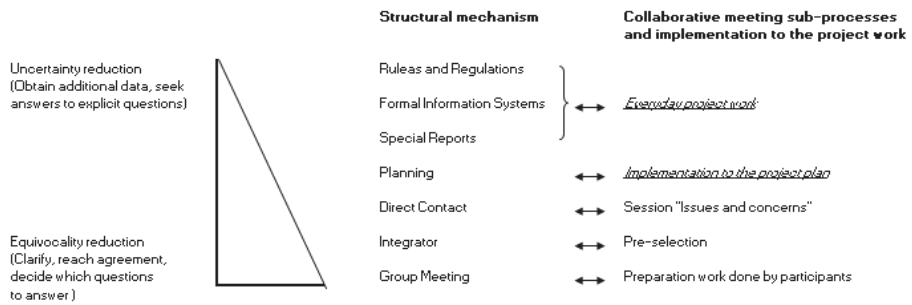 Structural mechanism
Collaborative meeting sub-processes
and implementation to the project work
Uncertainty reduction
(Obtain additional data, seek
answers to explicit questions)
Ruleas and Regulations
Formal Information Systems
Everyday project work
Special Reports
Planning
Implementation to the project plan
Direct Contact
Session "Issues and concerns"
Equivocality reduction
(Clarify, reach agreement,
decide which questions
to answer)
Integrator
Pre-selection
Group Meeting
Preparation work done by participants